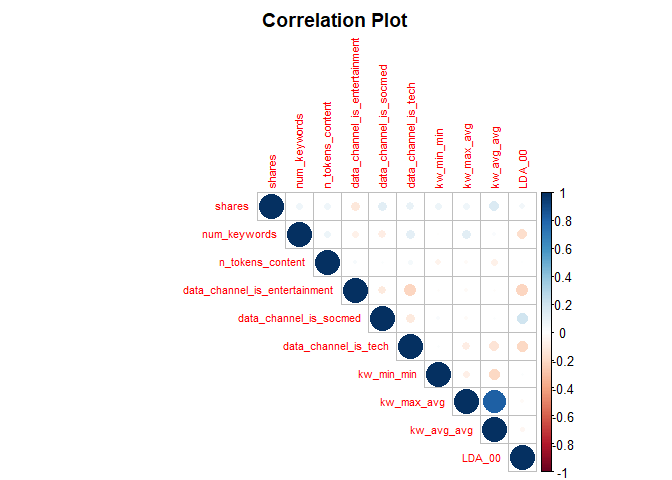 Correlation Plot
shares
num_keywords
n_tokens_content
data_channel_is_entertainment
data_channel_is_socmed
data_channel_is_tech
kw_min_min
kw_max_avg
kw_avg_avg
LDA_00
shares
num_keywords
n_tokens_content
data_channel_is_entertainment
data_channel_is_socmed
data_channel_is_tech
kw_min_min
kw_max_avg
kw_avg_avg
LDA_00
1
0.8
0.6
0.4
0.2
0
-0.2
-0.4
-0.6
-0.8
-1